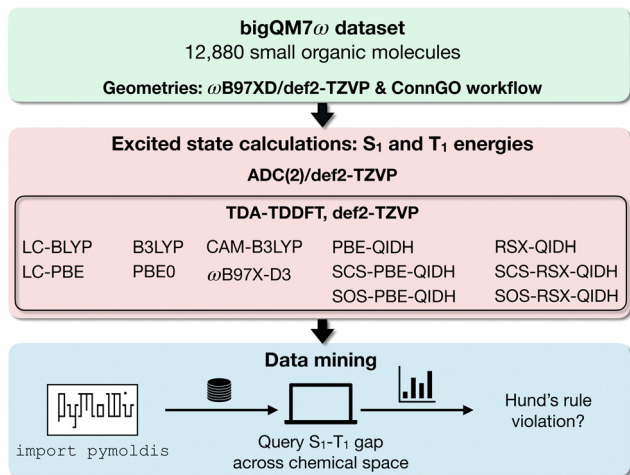 bigQM7ω dataset
12,880 small organic molecules
Geometries: ωB97XD/def2-TZVP & ConnGO workflow
Excited state calculations: S₁ and T₁ energies
ADC(2)/def2-TZVP
TDA-TDDFT, def2-TZVP
LC-BLYP B3LYP CAM-B3LYP PBE-QIDH RSX-QIDH
LC-PBE PBE0 ωB97X-D3 SCS-PBE-QIDH SCS-RSX-QIDH
SOS-PBE-QIDH SOS-RSX-QIDH
Data mining
PyMolDis
import pymoldis
Query S₁-T₁ gap
across chemical space
Hund's rule
violation?